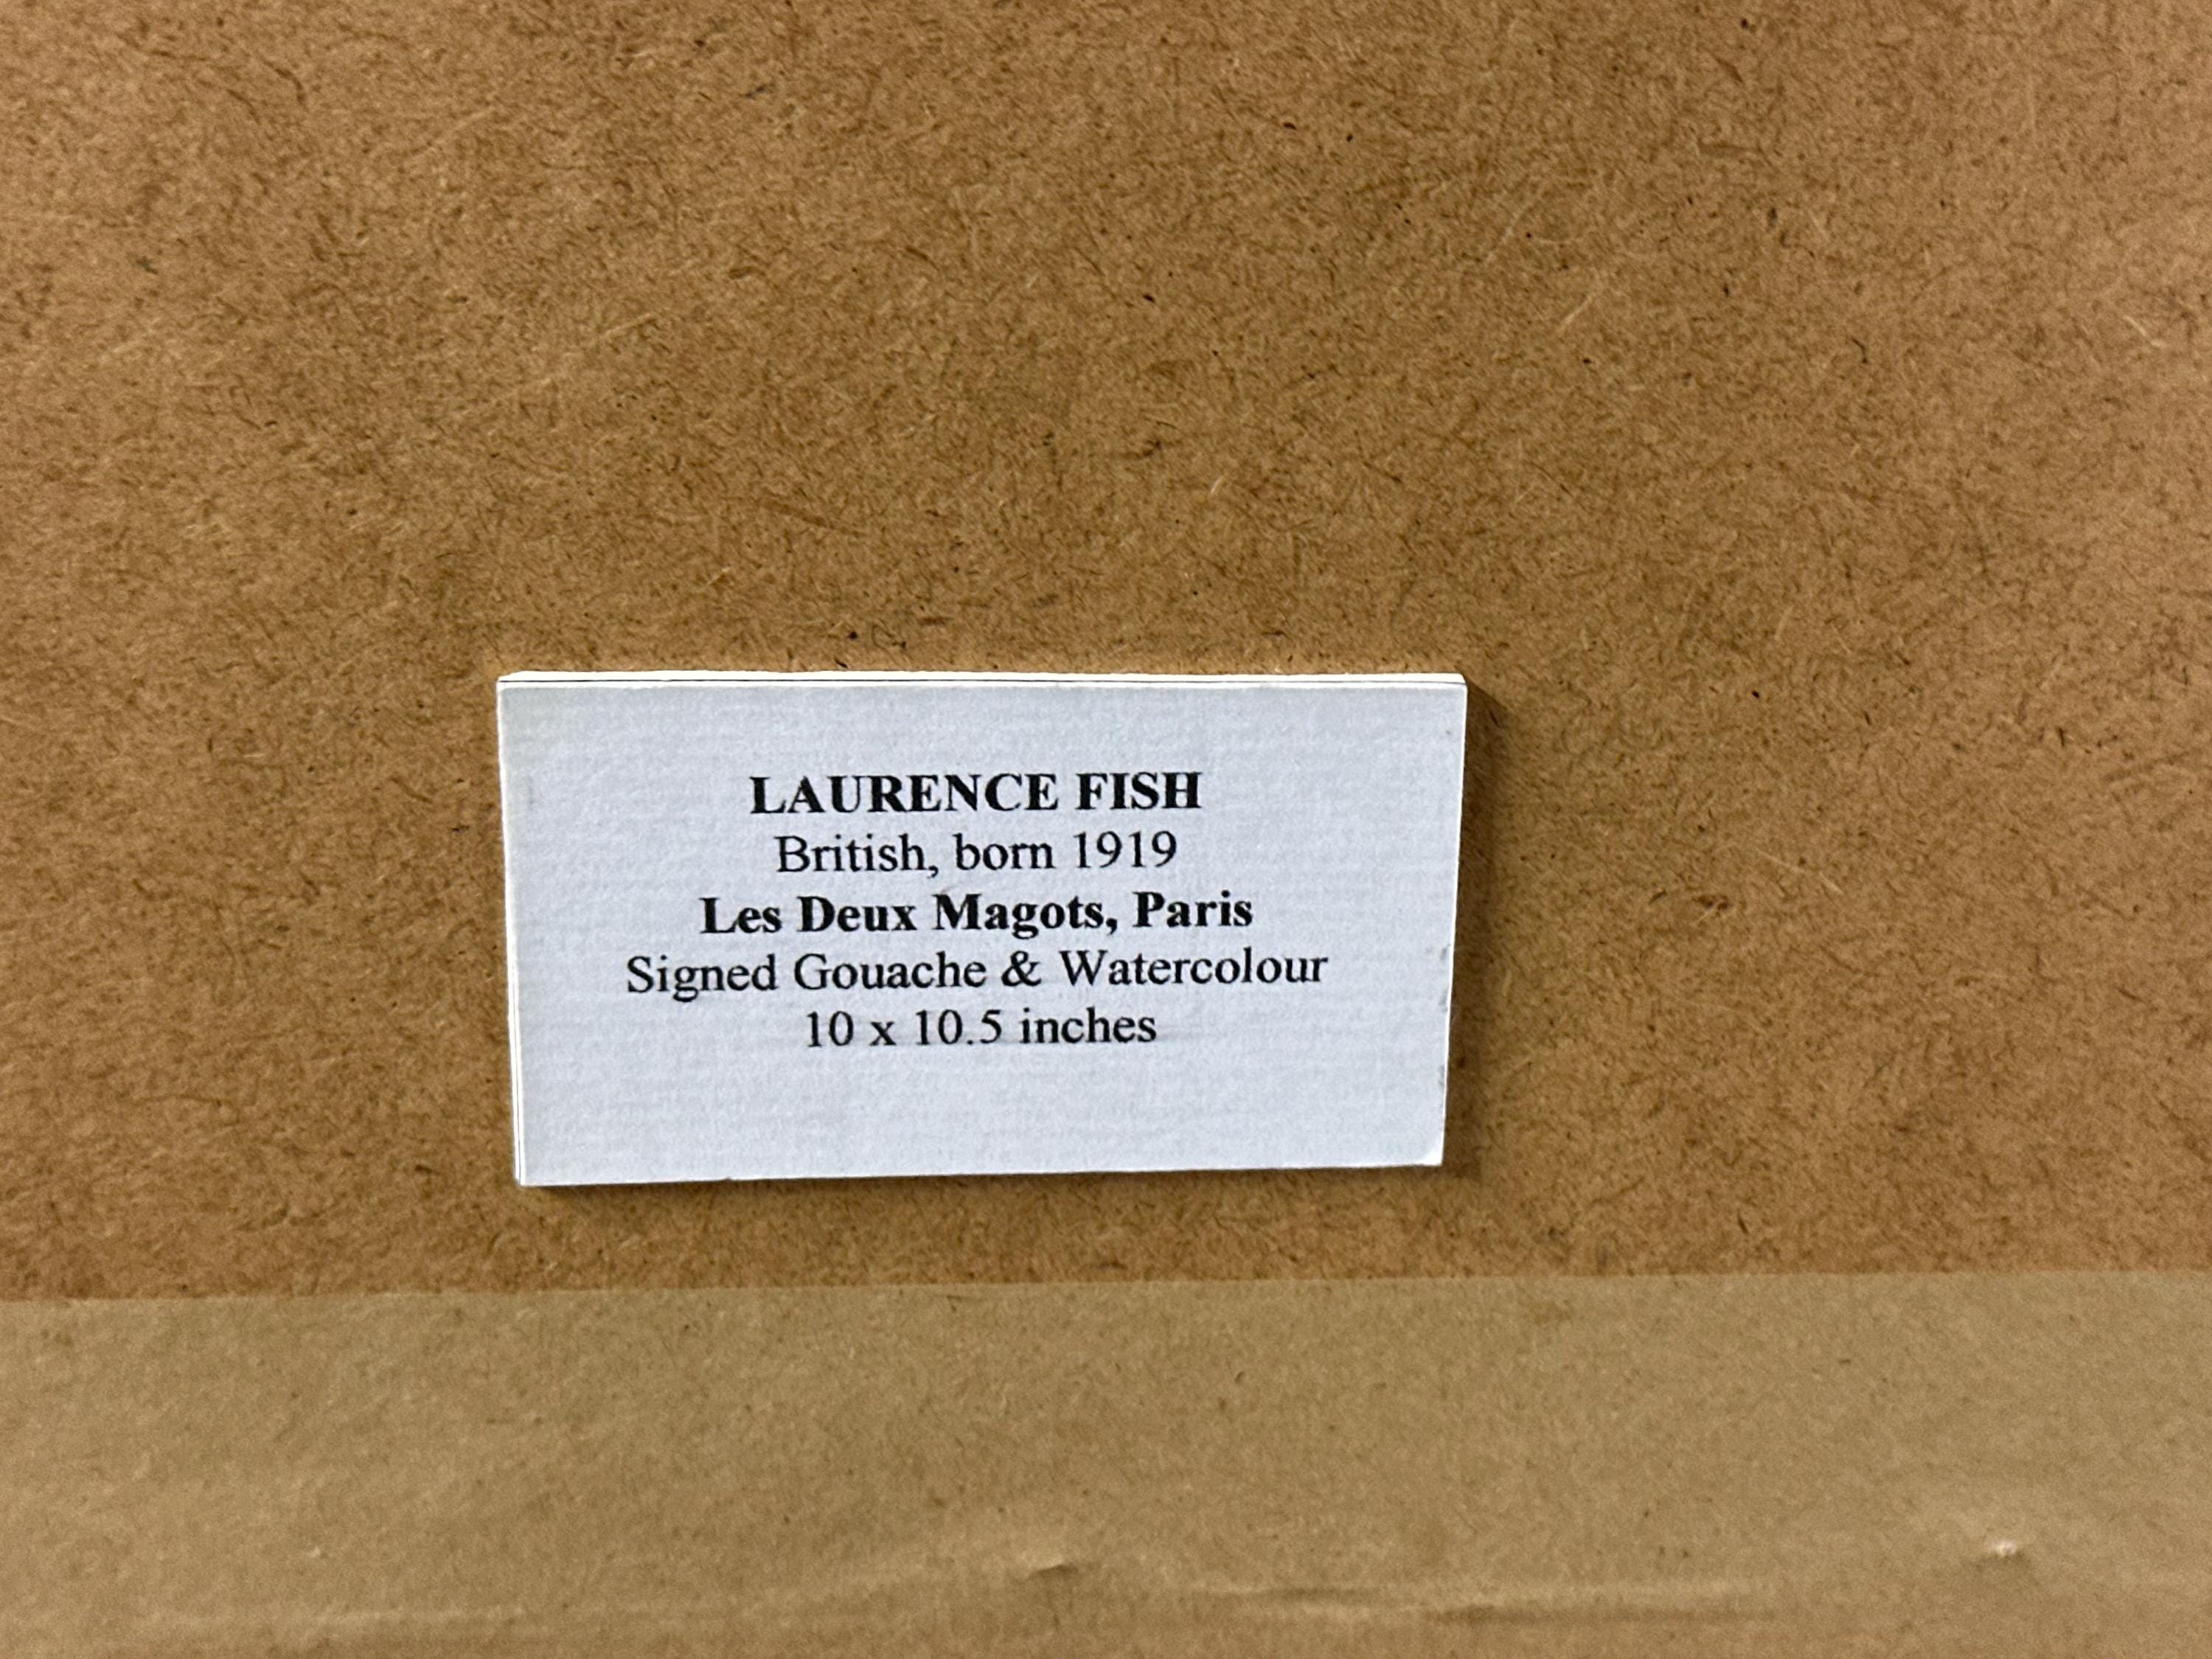 LAURENCE FISH
British, born 1919
Les Deux Magots, Paris
Signed Gouache & Watercolour
10 x 10.5 inches